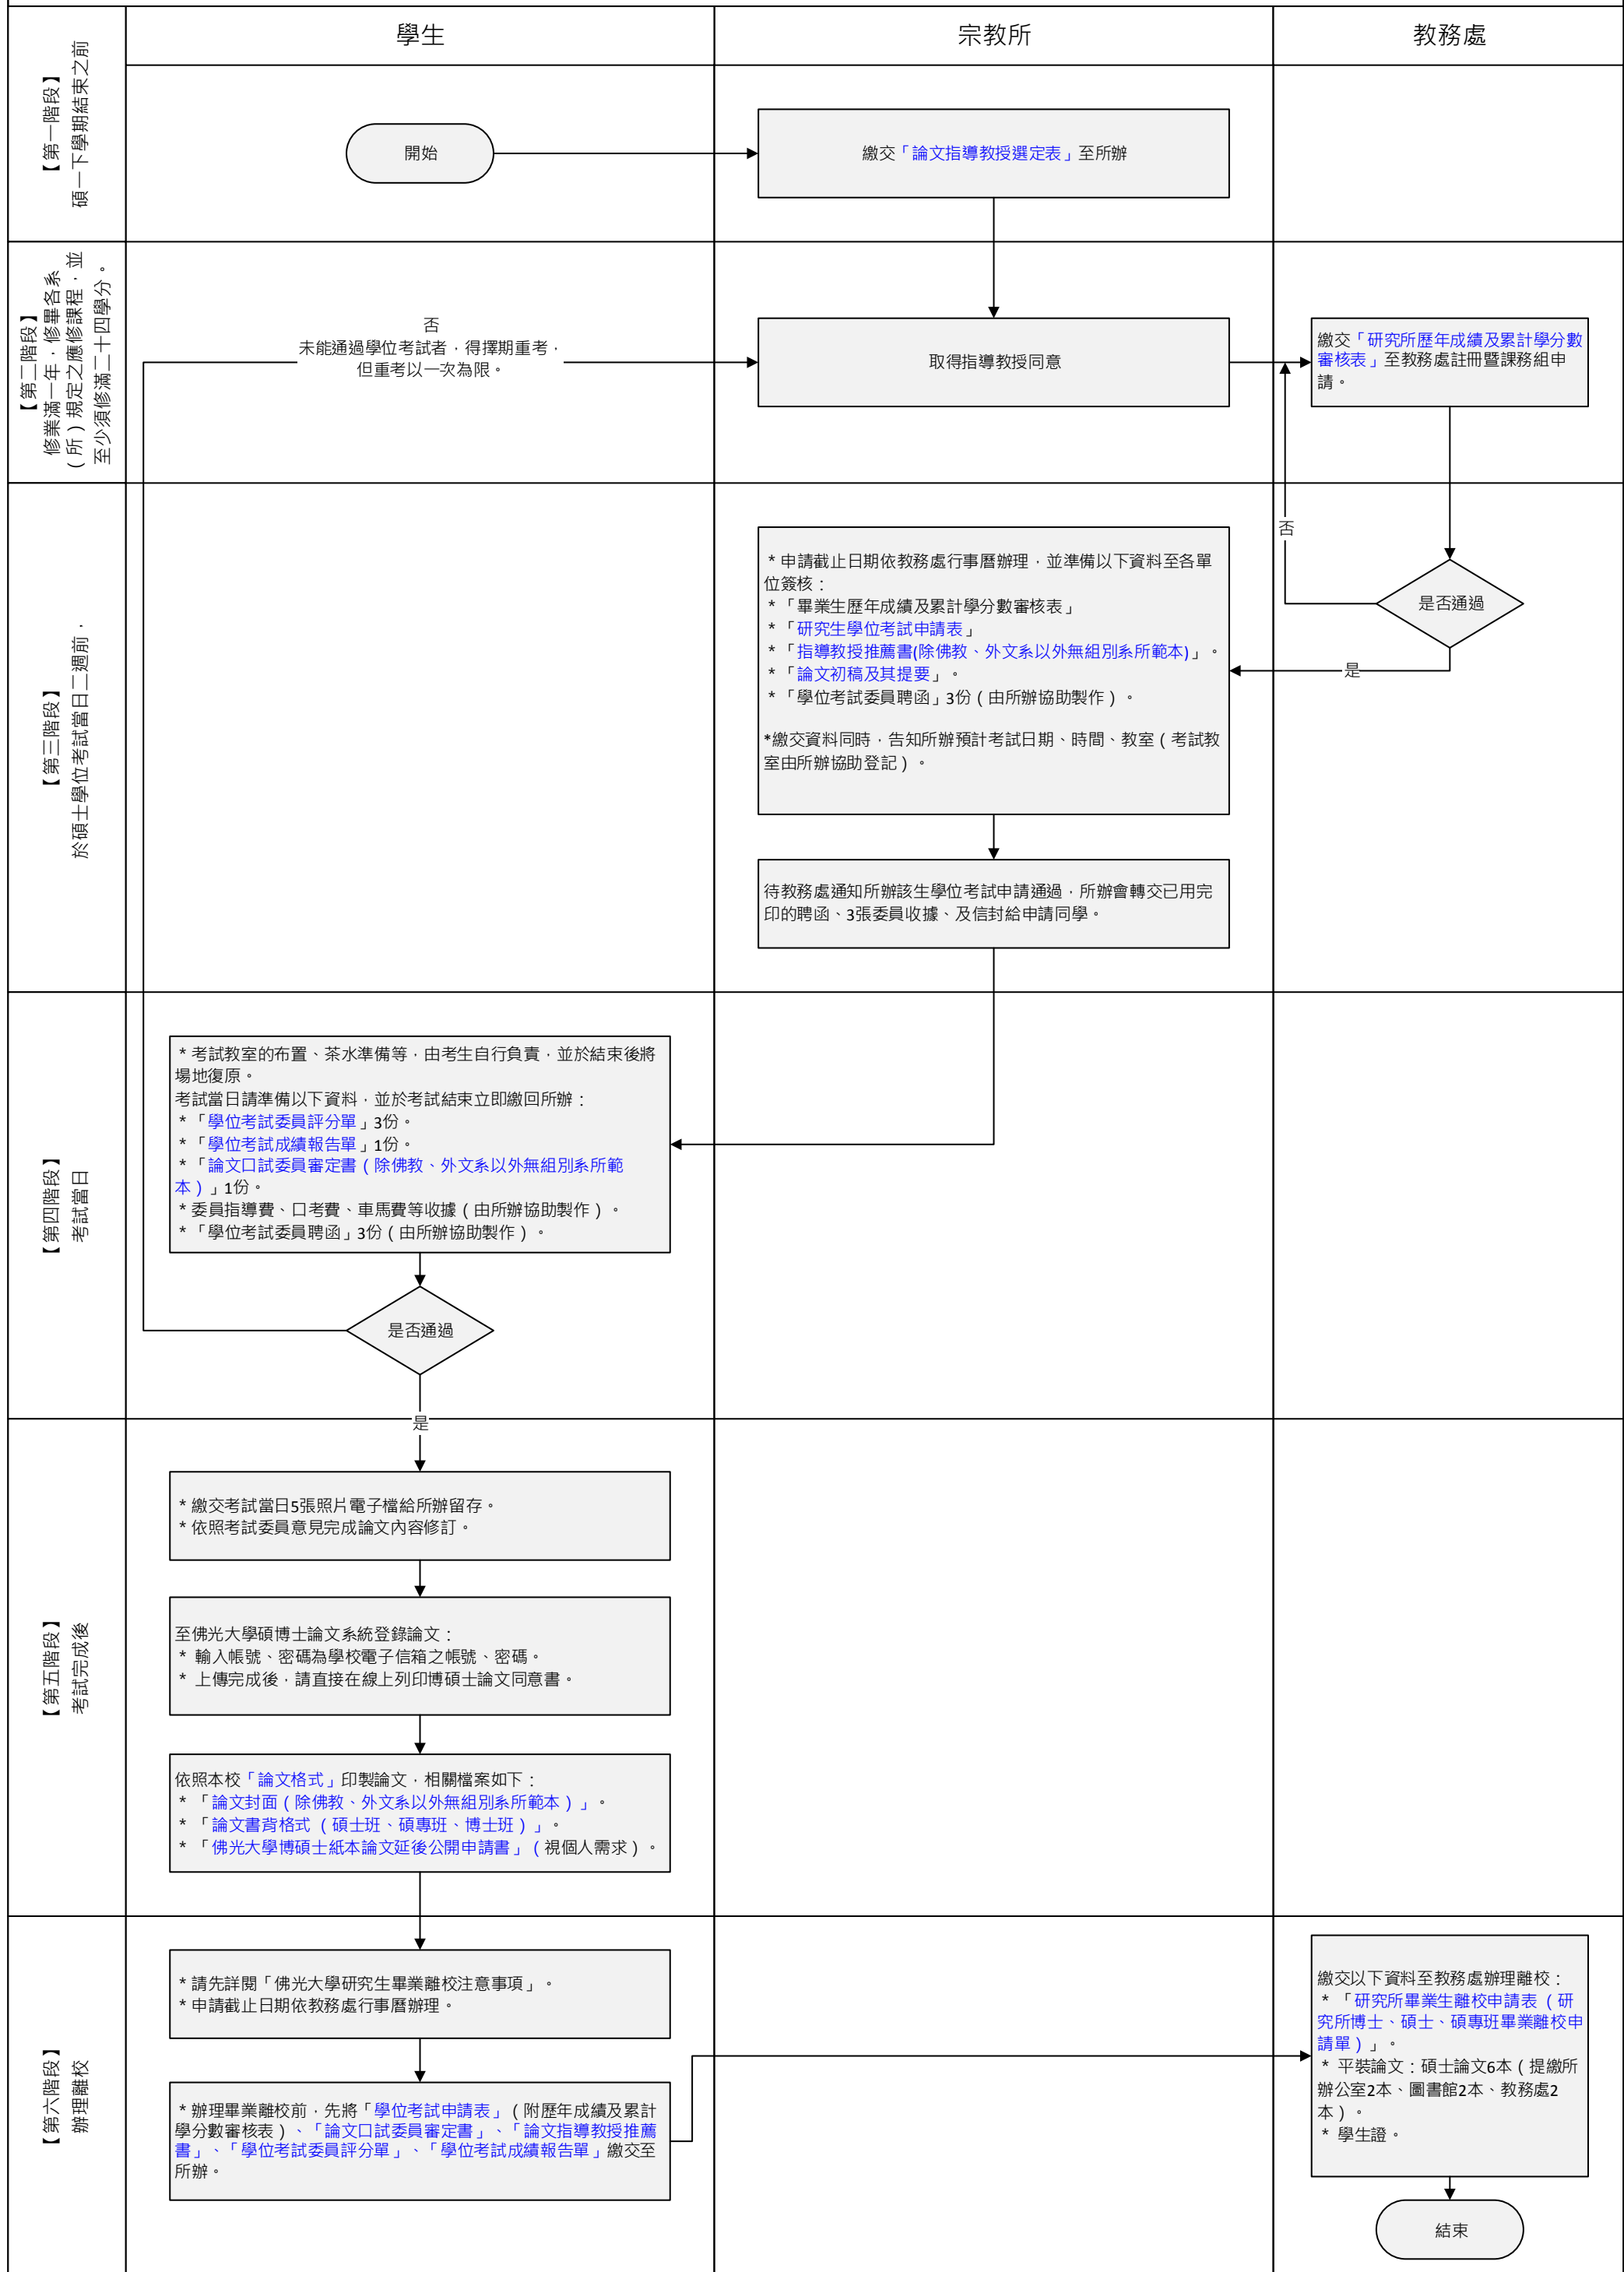 學生
宗教所
教務處
【第一階段】
碩一下學期結束之前
開始
繳交「論文指導教授選定表」至所辦
【第二階段】
修業滿一年，修畢各系
（所）規定之應修課程，並
至少須修滿二十四學分。
否
未能通過學位考試者，得擇期重考，
但重考以一次為限。
取得指導教授同意
繳交「研究所歷年成績及累計學分數
審核表」至教務處註冊暨課務組申
請。
【第三階段】
於碩士學位考試當日二週前，
＊申請截止日期依教務處行事曆辦理，並準備以下資料至各單
位簽核：
＊「畢業生歷年成績及累計學分數審核表」
＊「研究生學位考試申請表」
＊「指導教授推薦書(除佛教、外文系以外無組別系所範本)」。
＊「論文初稿及其提要」。
＊「學位考試委員聘函」3份（由所辦協助製作）。
*繳交資料同時，告知所辦預計考試日期、時間、教室（考試教
室由所辦協助登記）。
否
是否通過
是
待教務處通知所辦該生學位考試申請通過，所辦會轉交已用完
印的聘函、3張委員收據、及信封給申請同學。
【第四階段】
考試當日
＊考試教室的布置、茶水準備等，由考生自行負責，並於結束後將
場地復原。
考試當日請準備以下資料，並於考試結束立即繳回所辦：
＊「學位考試委員評分單」3份。
＊「學位考試成績報告單」1份。
＊「論文口試委員審定書（除佛教、外文系以外無組別系所範
本）」1份。
＊委員指導費、口考費、車馬費等收據（由所辦協助製作）。
＊「學位考試委員聘函」3份（由所辦協助製作）。
是否通過
是
【第五階段】
考試完成後
＊繳交考試當日5張照片電子檔給所辦留存。
＊依照考試委員意見完成論文內容修訂。
至佛光大學碩博士論文系統登錄論文：
＊ 輸入帳號、密碼為學校電子信箱之帳號、密碼。
＊ 上傳完成後，請直接在線上列印博碩士論文同意書。
依照本校「論文格式」印製論文，相關檔案如下：
＊ 「論文封面（除佛教、外文系以外無組別系所範本）」。
＊ 「論文書背格式（碩士班、碩專班、博士班）」。
＊ 「佛光大學博碩士紙本論文延後公開申請書」（視個人需求）。
【第六階段】
辦理離校
＊請先詳閱「佛光大學研究生畢業離校注意事項」。
＊申請截止日期依教務處行事曆辦理。
＊辦理畢業離校前，先將「學位考試申請表」（附歷年成績及累計
學分數審核表）、「論文口試委員審定書」、「論文指導教授推薦
書」、「學位考試委員評分單」、「學位考試成績報告單」繳交至
所辦。
繳交以下資料至教務處辦理離校：
＊ 「研究所畢業生離校申請表（研
究所博士、碩士、碩專班畢業離校申
請單）」。
＊ 平裝論文：碩士論文6本（提繳所
辦公室2本、圖書館2本、教務處2
本）。
＊ 學生證。
結束